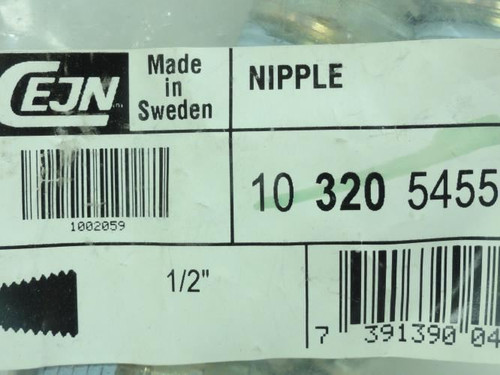 CEJN
Made
in
Sweden
NIPPLE
1002059
10 320 5455
1/2"
7 391390 04